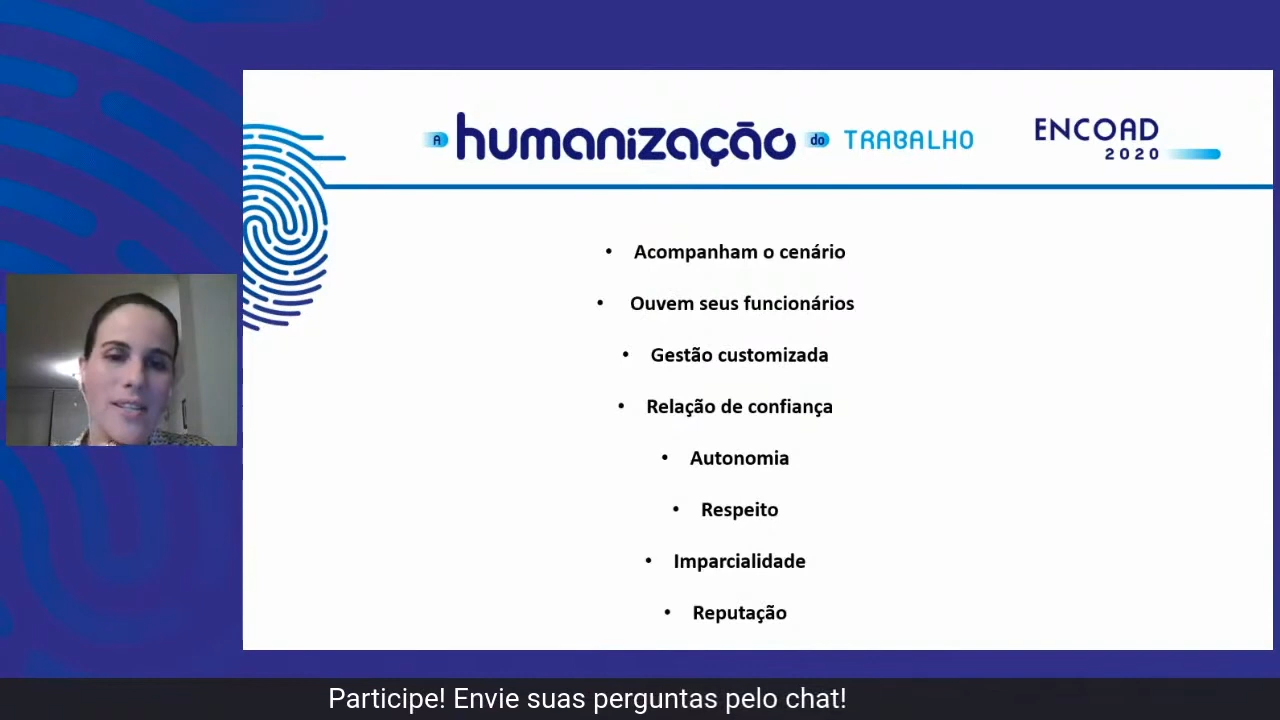 A humanização do TRABALHO
ENCOAD
2020
• Acompanham o cenário
• Ouvem seus funcionários
• Gestão customizada
• Relação de confiança
• Autonomia
• Respeito
• Imparcialidade
• Reputação
Participe! Envie suas perguntas pelo chat!